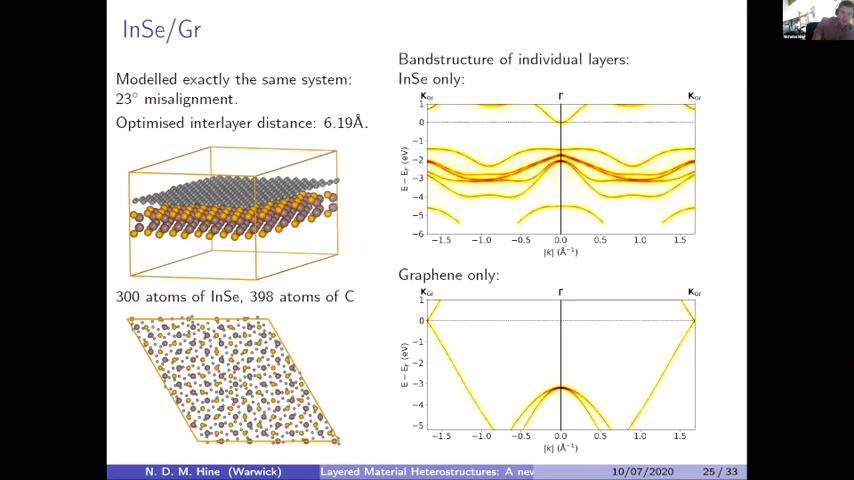 InSe/Gr
Modelled exactly the same system:
23° misalignment.
Optimised interlayer distance: 6.19Å.
300 atoms of InSe, 398 atoms of C
Bandstructure of individual layers:
InSe only:
K_Gr Γ K_Gr
1
0
−1
−2
−3
−4
−5
−6
E − E_F (eV)
−1.5 −1.0 −0.5 0.0 0.5 1.0 1.5
|k| (Å⁻¹)
Graphene only:
K_Gr Γ K_Gr
1
0
−1
−2
−3
−4
−5
E − E_F (eV)
−1.5 −1.0 −0.5 0.0 0.5 1.0 1.5
|k| (Å⁻¹)
N. D. M. Hine (Warwick) Layered Material Heterostructures: A new 10/07/2020 25 / 33